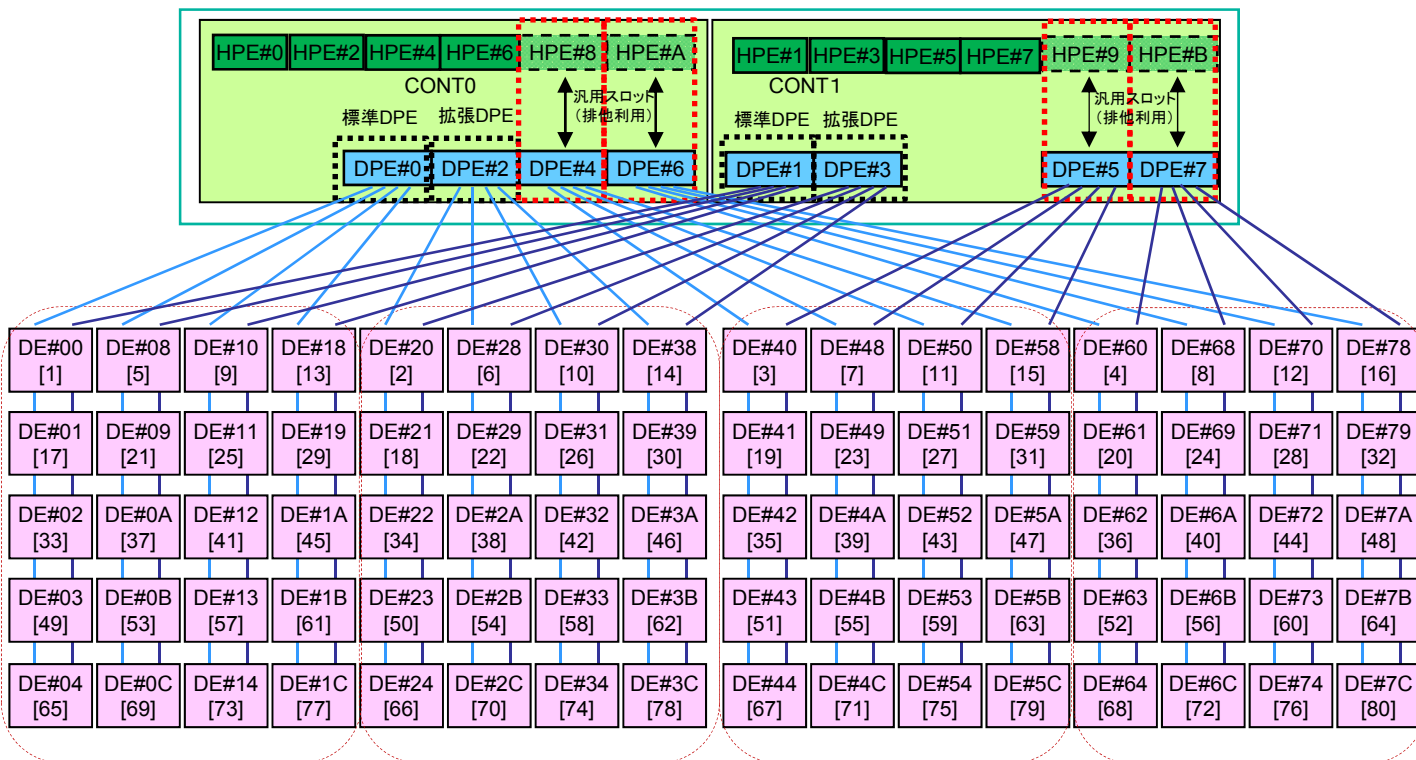 HPE#0 HPE#2 HPE#4 HPE#6 HPE#8 HPE#A
CONT0
汎用スロット
(排他利用)
標準DPE 拡張DPE
DPE#0 DPE#2 DPE#4 DPE#6
HPE#1 HPE#3 HPE#5 HPE#7 HPE#9 HPE#B
CONT1
汎用スロット
(排他利用)
標準DPE 拡張DPE
DPE#1 DPE#3 DPE#5 DPE#7
DE#00 DE#08 DE#10 DE#18 DE#20 DE#28 DE#30 DE#38 DE#40 DE#48 DE#50 DE#58 DE#60 DE#68 DE#70 DE#78
[1] [5] [9] [13] [2] [6] [10] [14] [3] [7] [11] [15] [4] [8] [12] [16]
DE#01 DE#09 DE#11 DE#19 DE#21 DE#29 DE#31 DE#39 DE#41 DE#49 DE#51 DE#59 DE#61 DE#69 DE#71 DE#79
[17] [21] [25] [29] [18] [22] [26] [30] [19] [23] [27] [31] [20] [24] [28] [32]
DE#02 DE#0A DE#12 DE#1A DE#22 DE#2A DE#32 DE#3A DE#42 DE#4A DE#52 DE#5A DE#62 DE#6A DE#72 DE#7A
[33] [37] [41] [45] [34] [38] [42] [46] [35] [39] [43] [47] [36] [40] [44] [48]
DE#03 DE#0B DE#13 DE#1B DE#23 DE#2B DE#33 DE#3B DE#43 DE#4B DE#53 DE#5B DE#63 DE#6B DE#73 DE#7B
[49] [53] [57] [61] [50] [54] [58] [62] [51] [55] [59] [63] [52] [56] [60] [64]
DE#04 DE#0C DE#14 DE#1C DE#24 DE#2C DE#34 DE#3C DE#44 DE#4C DE#54 DE#5C DE#64 DE#6C DE#74 DE#7C
[65] [69] [73] [77] [66] [70] [74] [78] [67] [71] [75] [79] [68] [72] [76] [80]